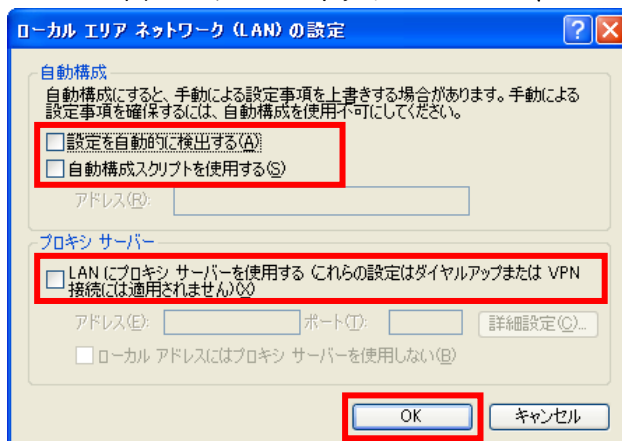 ローカル エリア ネットワーク (LAN) の設定
自動構成
自動構成にすると、手動による設定事項を上書きする場合があります。手動による
設定事項を確保するには、自動構成を使用不可にしてください。
設定を自動的に検出する(A)
自動構成スクリプトを使用する(S)
アドレス(R):
プロキシ サーバー
LAN にプロキシ サーバーを使用する (これらの設定はダイヤルアップまたは VPN
接続には適用されません)(X)
アドレス(E): ポート(T): 詳細設定(C)...
ローカル アドレスにはプロキシ サーバーを使用しない(B)
OK キャンセル